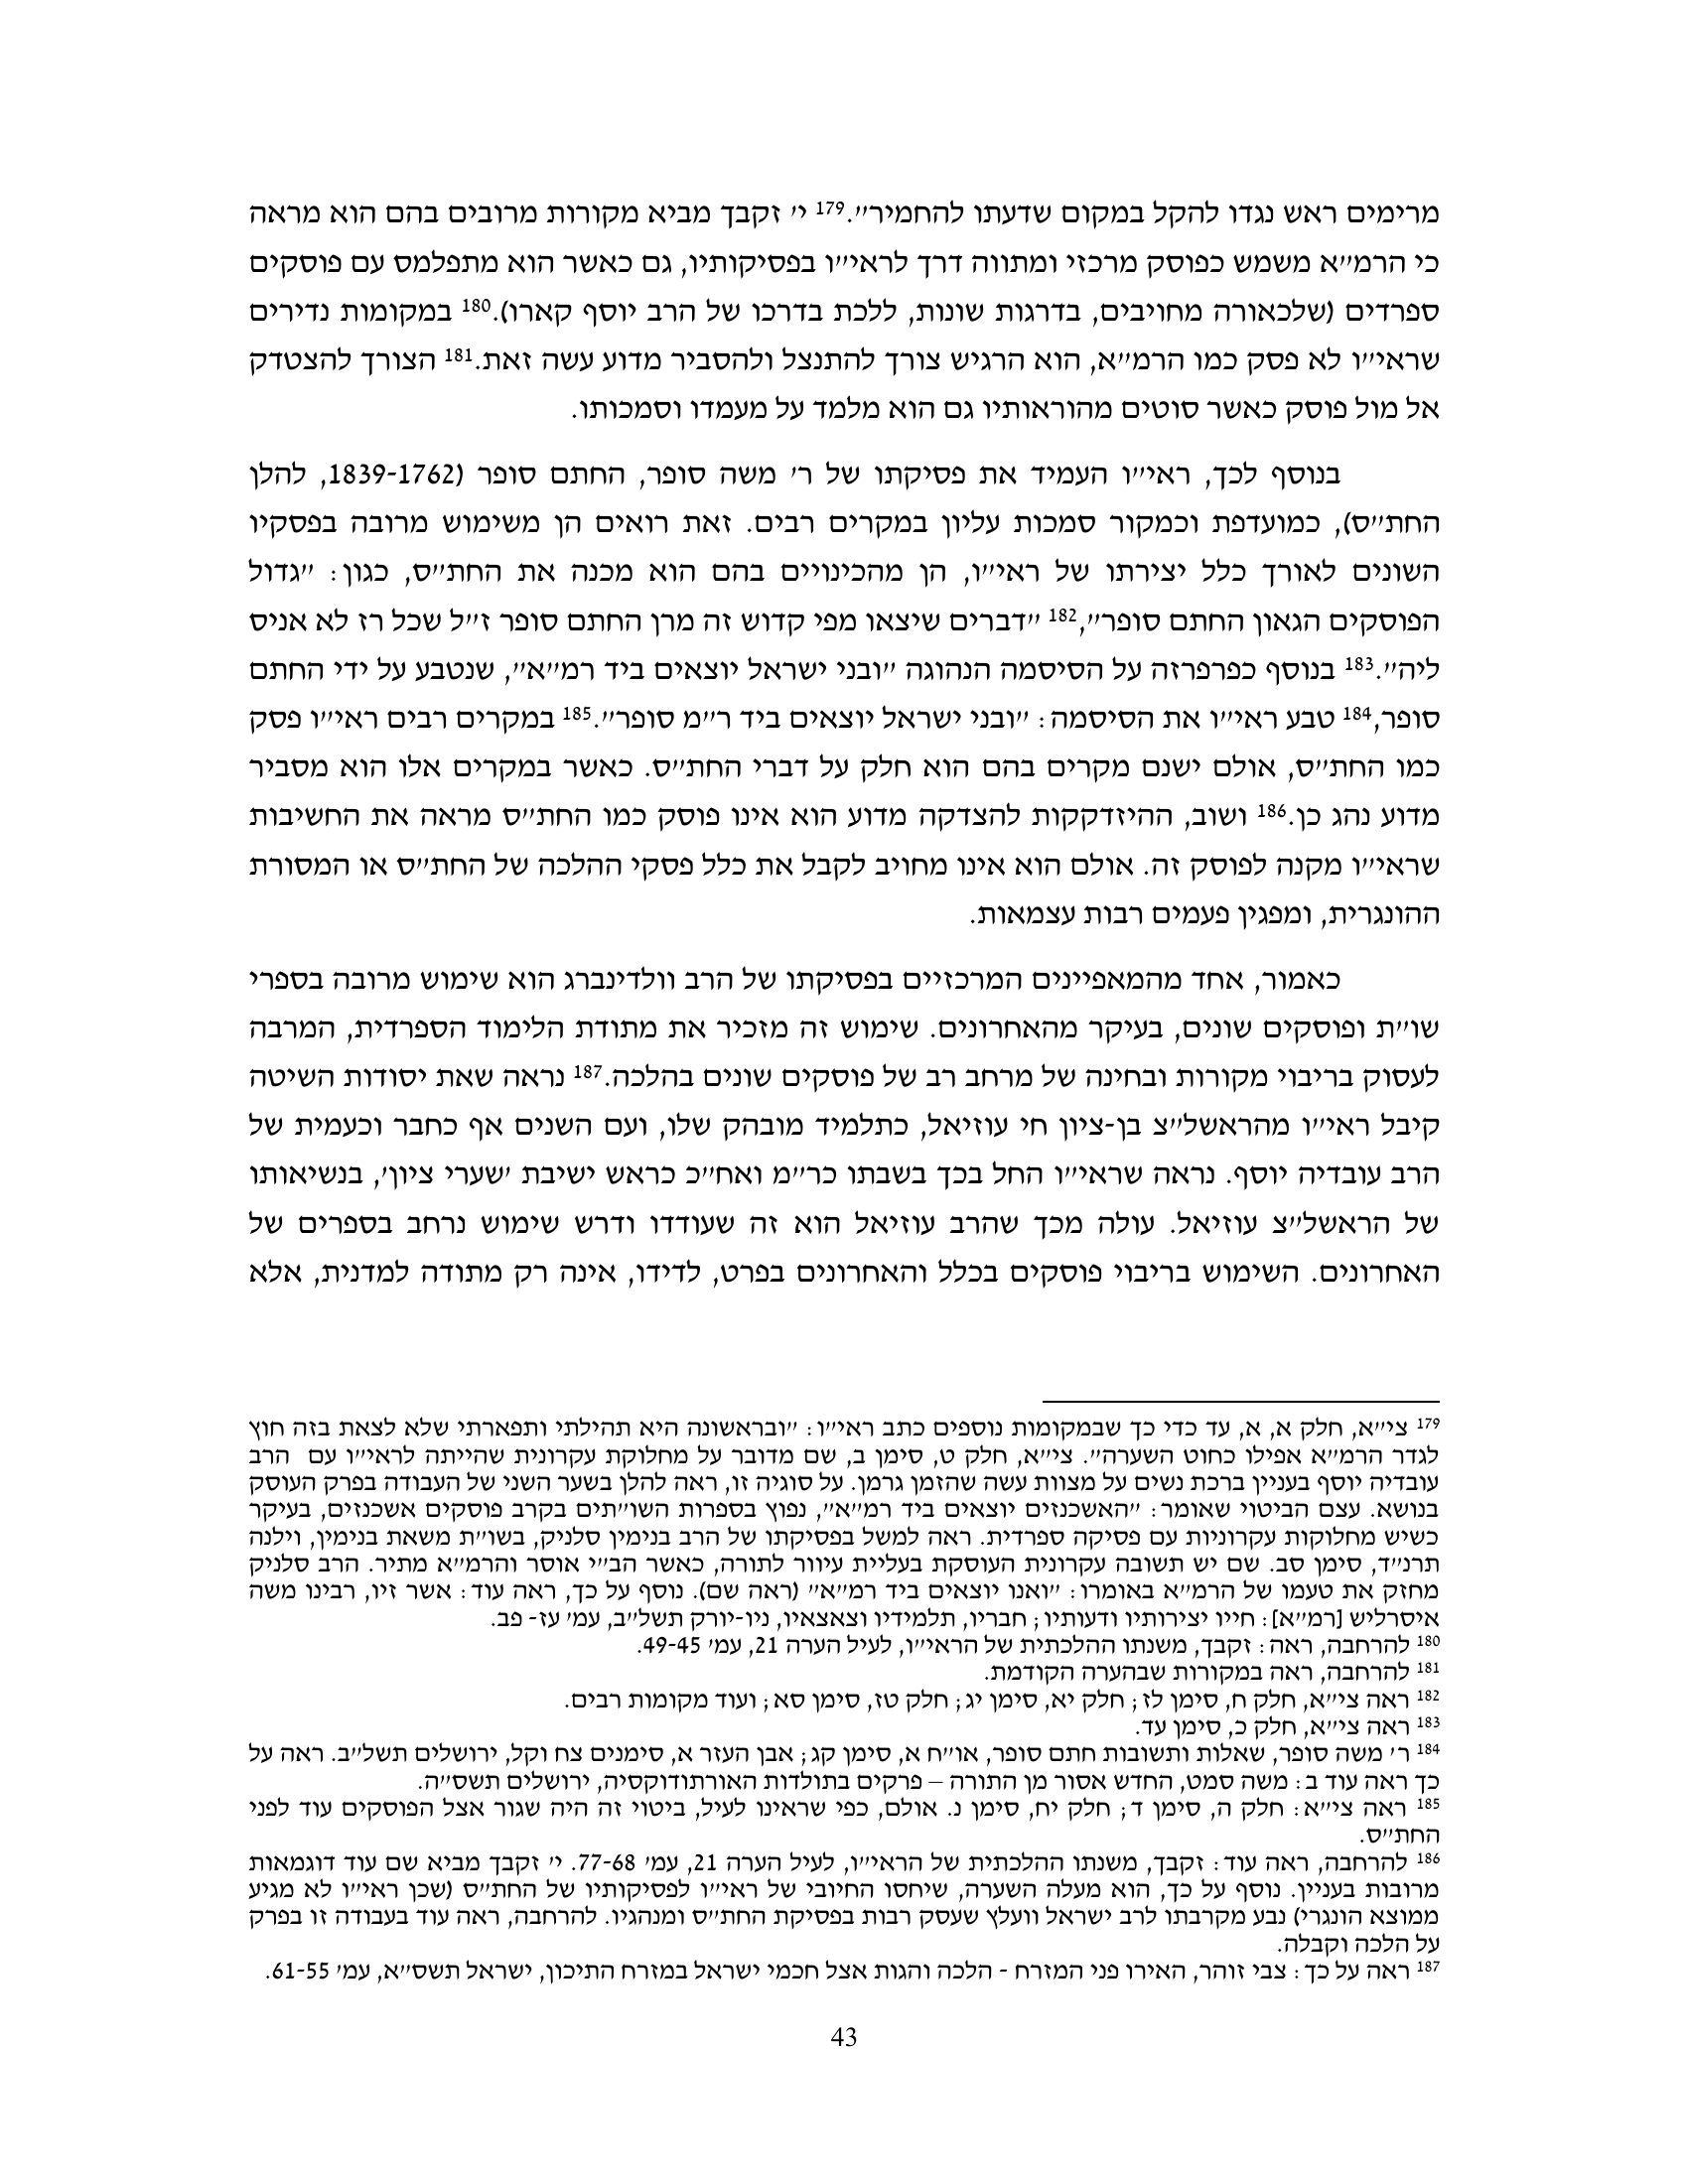 מרימים ראש נגדו להקל במקום שדעתו להחמיר״.179 י׳ זקבך מביא מקורות מרובים בהם הוא מראה
כי הרמ״א משמש כפוסק מרכזי ומתווה דרך לראי״ו בפסיקותיו, גם כאשר הוא מתפלמס עם פוסקים
ספרדים (שלכאורה מחויבים, בדרגות שונות, ללכת בדרכו של הרב יוסף קארו).180 במקומות נדירים
שראי״ו לא פסק כמו הרמ״א, הוא הרגיש צורך להתנצל ולהסביר מדוע עשה זאת.181 הצורך להצטדק
אל מול פוסק כאשר סוטים מהוראותיו גם הוא מלמד על מעמדו וסמכותו.
בנוסף לכך, ראי״ו העמיד את פסיקתו של ר׳ משה סופר, החתם סופר (1839-1762, להלן
החת״ס), כמועדפת וכמקור סמכות עליון במקרים רבים. זאת רואים הן משימוש מרובה בפסקיו
השונים לאורך כלל יצירתו של ראי״ו, הן מהכינויים בהם הוא מכנה את החת״ס, כגון: ״גדול
הפוסקים הגאון החתם סופר״,182 ״דברים שיצאו מפי קדוש זה מרן החתם סופר ז״ל שכל רז לא אניס
ליה״.183 בנוסף כפרפרזה על הסיסמה הנהוגה ״ובני ישראל יוצאים ביד רמ״א״, שנטבע על ידי החתם
סופר,184 טבע ראי״ו את הסיסמה: ״ובני ישראל יוצאים ביד ר״מ סופר״.185 במקרים רבים ראי״ו פסק
כמו החת״ס, אולם ישנם מקרים בהם הוא חלק על דברי החת״ס. כאשר במקרים אלו הוא מסביר
מדוע נהג כן.186 ושוב, ההיזדקקות להצדקה מדוע הוא אינו פוסק כמו החת״ס מראה את החשיבות
שראי״ו מקנה לפוסק זה. אולם הוא אינו מחויב לקבל את כלל פסקי ההלכה של החת״ס או המסורת
ההונגרית, ומפגין פעמים רבות עצמאות.
כאמור, אחד מהמאפיינים המרכזיים בפסיקתו של הרב וולדינברג הוא שימוש מרובה בספרי
שו״ת ופוסקים שונים, בעיקר מהאחרונים. שימוש זה מזכיר את מתודת הלימוד הספרדית, המרבה
לעסוק בריבוי מקורות ובחינה של מרחב רב של פוסקים שונים בהלכה.187 נראה שאת יסודות השיטה
קיבל ראי״ו מהראשל״צ בן-ציון חי עוזיאל, כתלמיד מובהק שלו, ועם השנים אף כחבר וכעמית של
הרב עובדיה יוסף. נראה שראי״ו החל בכך בשבתו כר״מ ואח״כ כראש ישיבת ׳שערי ציון׳, בנשיאותו
של הראשל״צ עוזיאל. עולה מכך שהרב עוזיאל הוא זה שעודדו ודרש שימוש נרחב בספרים של
האחרונים. השימוש בריבוי פוסקים בכלל והאחרונים בפרט, לדידו, אינה רק מתודה למדנית, אלא
179 צי״א, חלק א, א, עד כדי כך שבמקומות נוספים כתב ראי״ו: ״ובראשונה היא תהילתי ותפארתי שלא לצאת בזה חוץ
לגדר הרמ״א אפילו כחוט השערה״. צי״א, חלק ט, סימן ב, שם מדובר על מחלוקת עקרונית שהייתה לראי״ו עם  הרב
עובדיה יוסף בעניין ברכת נשים על מצוות עשה שהזמן גרמן. על סוגיה זו, ראה להלן בשער השני של העבודה בפרק העוסק
בנושא. עצם הביטוי שאומר: ״האשכנזים יוצאים ביד רמ״א״, נפוץ בספרות השו״תים בקרב פוסקים אשכנזים, בעיקר
כשיש מחלוקות עקרוניות עם פסיקה ספרדית. ראה למשל בפסיקתו של הרב בנימין סלניק, בשו״ת משאת בנימין, וילנה
תרנ״ד, סימן סב. שם יש תשובה עקרונית העוסקת בעליית עיוור לתורה, כאשר הב״י אוסר והרמ״א מתיר. הרב סלניק
מחזק את טעמו של הרמ״א באומרו: ״ואנו יוצאים ביד רמ״א״ (ראה שם). נוסף על כך, ראה עוד: אשר זיו, רבינו משה
איסרליש [רמ״א]: חייו יצירותיו ודעותיו; חבריו, תלמידיו וצאצאיו, ניו-יורק תשל״ב, עמ׳ עז- פב.
180 להרחבה, ראה: זקבך, משנתו ההלכתית של הראי״ו, לעיל הערה 21, עמ׳ 49-45.
181 להרחבה, ראה במקורות שבהערה הקודמת.
182 ראה צי״א, חלק ח, סימן לז; חלק יא, סימן יג; חלק טז, סימן סא; ועוד מקומות רבים.
183 ראה צי״א, חלק כ, סימן עד.
184 ר׳ משה סופר, שאלות ותשובות חתם סופר, או״ח א, סימן קג; אבן העזר א, סימנים צח וקל, ירושלים תשל״ב. ראה על
כך ראה עוד ב: משה סמט, החדש אסור מן התורה – פרקים בתולדות האורתודוקסיה, ירושלים תשס״ה.
185 ראה צי״א: חלק ה, סימן ד; חלק יח, סימן נ. אולם, כפי שראינו לעיל, ביטוי זה היה שגור אצל הפוסקים עוד לפני
החת״ס.
186 להרחבה, ראה עוד: זקבך, משנתו ההלכתית של הראי״ו, לעיל הערה 21, עמ׳ 77-68. י׳ זקבך מביא שם עוד דוגמאות
מרובות בעניין. נוסף על כך, הוא מעלה השערה, שיחסו החיובי של ראי״ו לפסיקותיו של החת״ס (שכן ראי״ו לא מגיע
ממוצא הונגרי) נבע מקרבתו לרב ישראל וועלץ שעסק רבות בפסיקת החת״ס ומנהגיו. להרחבה, ראה עוד בעבודה זו בפרק
על הלכה וקבלה.
187 ראה על כך: צבי זוהר, האירו פני המזרח - הלכה והגות אצל חכמי ישראל במזרח התיכון, ישראל תשס״א, עמ׳ 61-55.
43